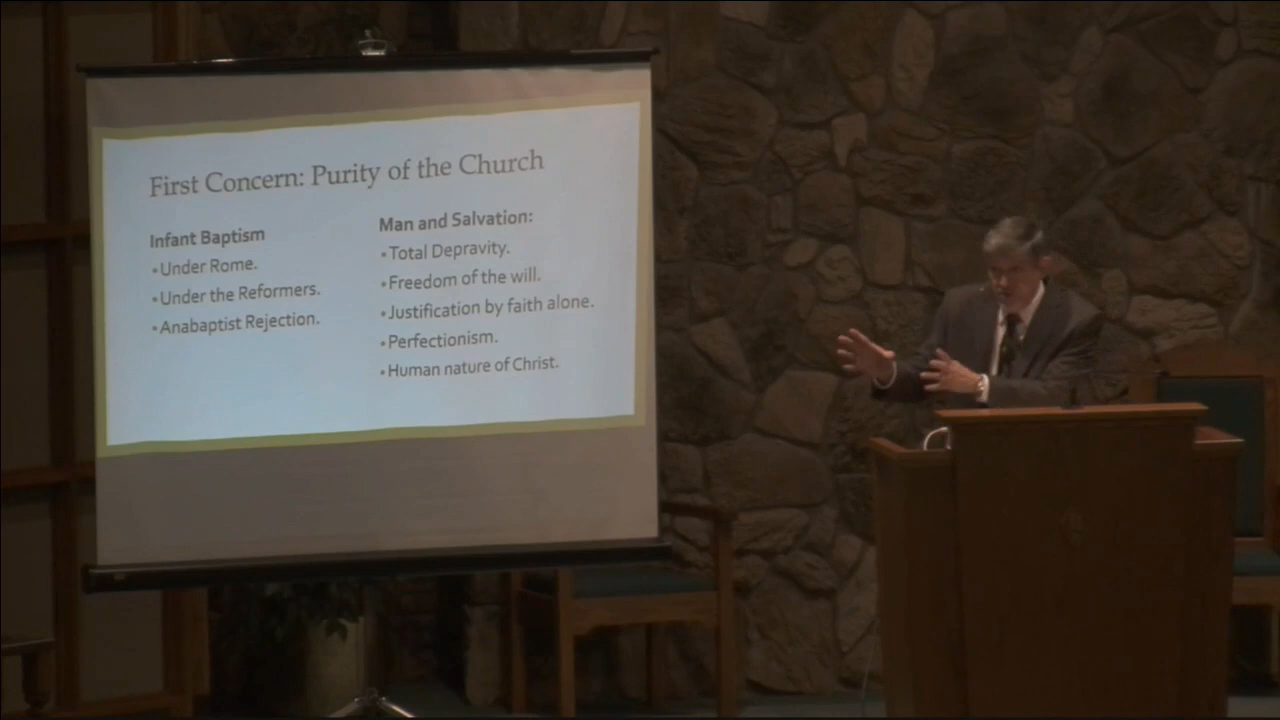 First Concern: Purity of the Church
Infant Baptism
•Under Rome.
•Under the Reformers.
•Anabaptist Rejection.
Man and Salvation:
•Total Depravity.
•Freedom of the will.
•Justification by faith alone.
•Perfectionism.
•Human nature of Christ.